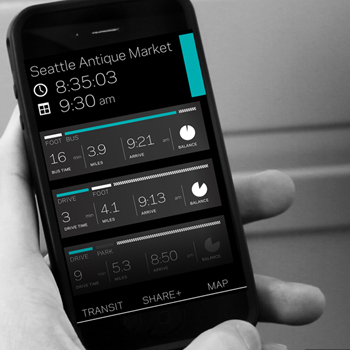 Seattle Antique Market
8:35:03
9:30 am
FOOT BUS
16 min 3.9 9:21 am
BUS TIME MILES ARRIVE BALANCE
DRIVE FOOT
3 min 4.1 9:13 am
DRIVE TIME MILES ARRIVE BALANCE
DRIVE PARK
9 min 5.3 8:50 am
DRIVE TIME MILES ARRIVE BALANCE
TRANSIT SHARE+ MAP